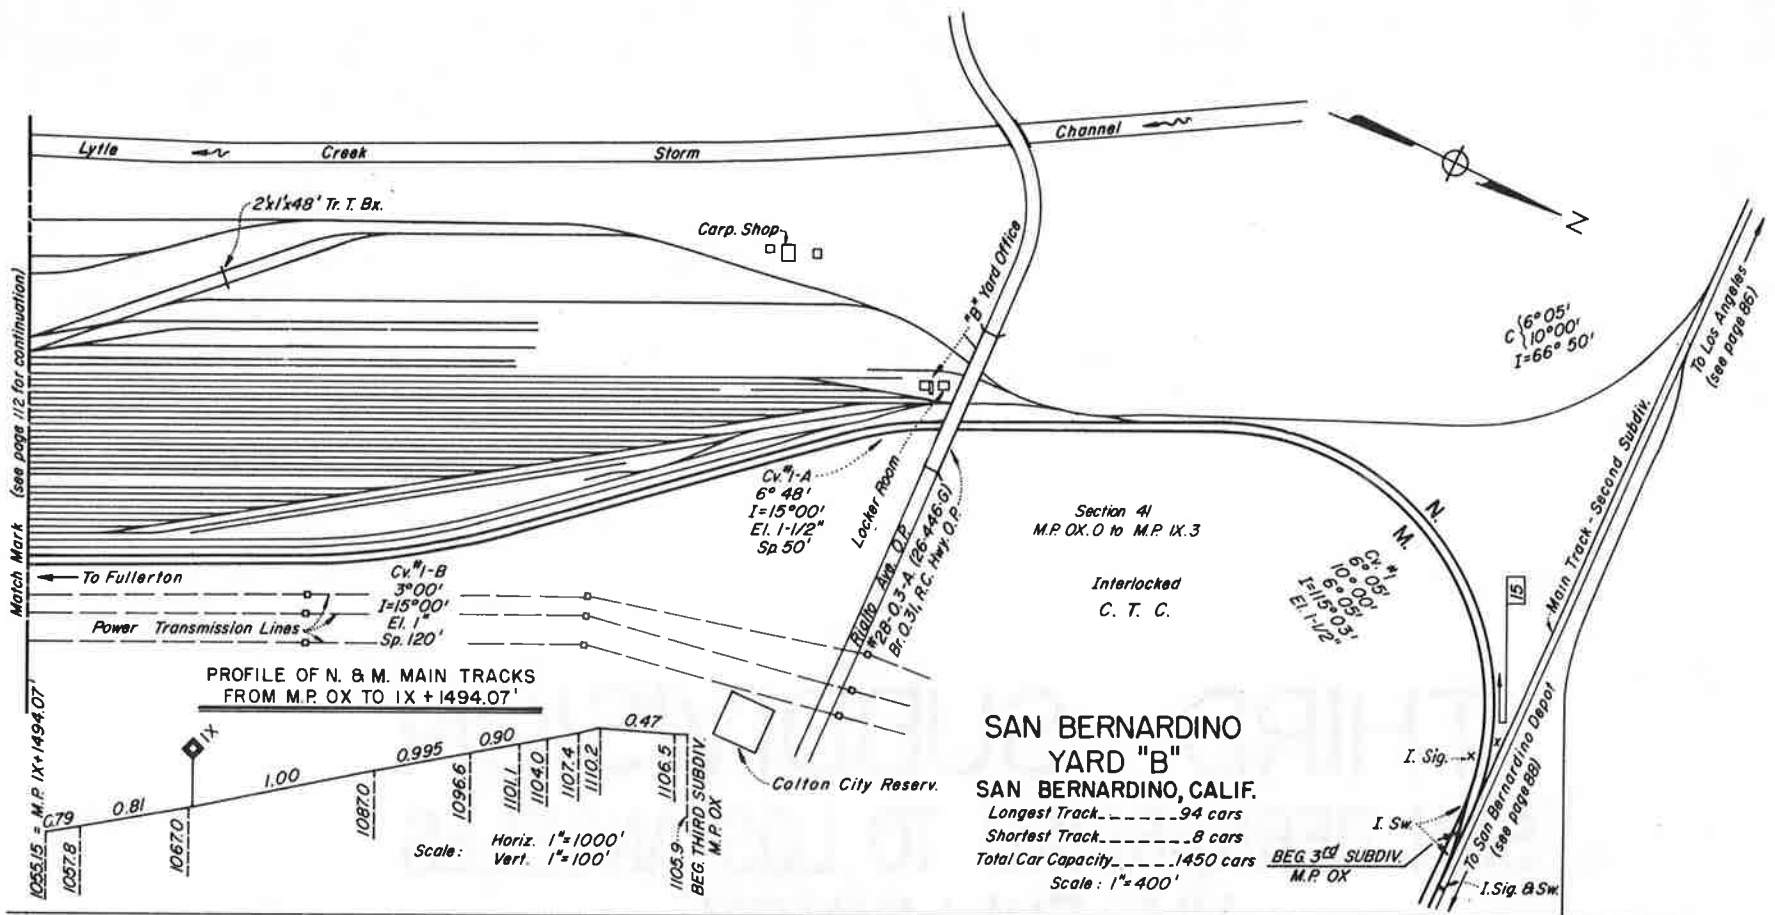 Lytle Creek Storm Channel
2'x1'x48' Tr. T. Bx.
Carp. Shop
"B" Yard Office
N
C { 6° 05'
10° 00'
I=66° 50'
To Los Angeles
(see page 86)
Match Mark (see page 112 for continuation)
Cv. #1-A
6° 48'
I=15°00'
El. 1-1/2"
Sp. 50'
Locker Room
Rialto Ave. O.P.
#28-0.3-A (26-446-G)
Br. 0.31, R.C. Hwy. O.P.
Section 41
M.P. 0X.0 to M.P. 1X.3
Interlocked
C. T. C.
N.
M.
Cv. #1
6° 05'
10° 00'
6° 05'
I=115° 03'
El. 1-1/2"
15
Main Track - Second Subdiv.
To Fullerton
Cv. #1-B
3°00'
I=15°00'
El. 1"
Sp. 120'
Power Transmission Lines
PROFILE OF N. & M. MAIN TRACKS
FROM M.P. 0X TO 1X + 1494.07'
1X
0.79 0.81 1.00 0.995 0.90 0.47
1055.15 = M.P. 1X+1494.07'
1057.8
1067.0
1087.0
1096.6
1101.1
1104.0
1107.4
1110.2
1106.5
1105.9
BEG. THIRD SUBDIV.
M.P. 0X
Scale: Horiz. 1"=1000'
Vert. 1"=100'
Colton City Reserv.
SAN BERNARDINO
YARD "B"
SAN BERNARDINO, CALIF.
Longest Track 94 cars
Shortest Track 8 cars
Total Car Capacity 1450 cars
Scale: 1"=400'
I. Sig.
I. Sw.
BEG. 3rd SUBDIV.
M.P. 0X
To San Bernardino Depot
(see page 88)
I. Sig. & Sw.